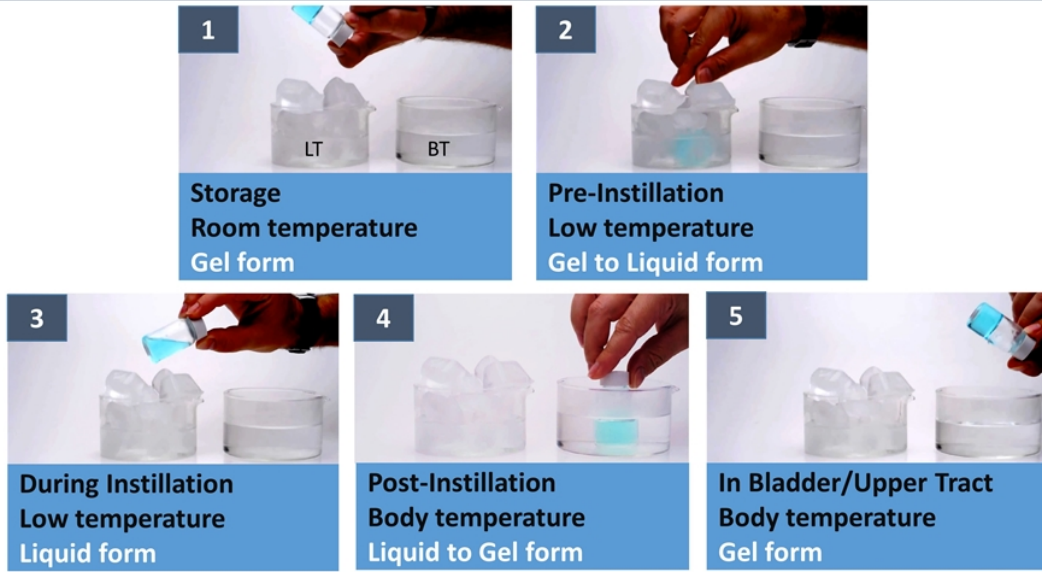 1
LT
BT
Storage
Room temperature
Gel form
2
Pre-Instillation
Low temperature
Gel to Liquid form
3
During Instillation
Low temperature
Liquid form
4
Post-Instillation
Body temperature
Liquid to Gel form
5
In Bladder/Upper Tract
Body temperature
Gel form